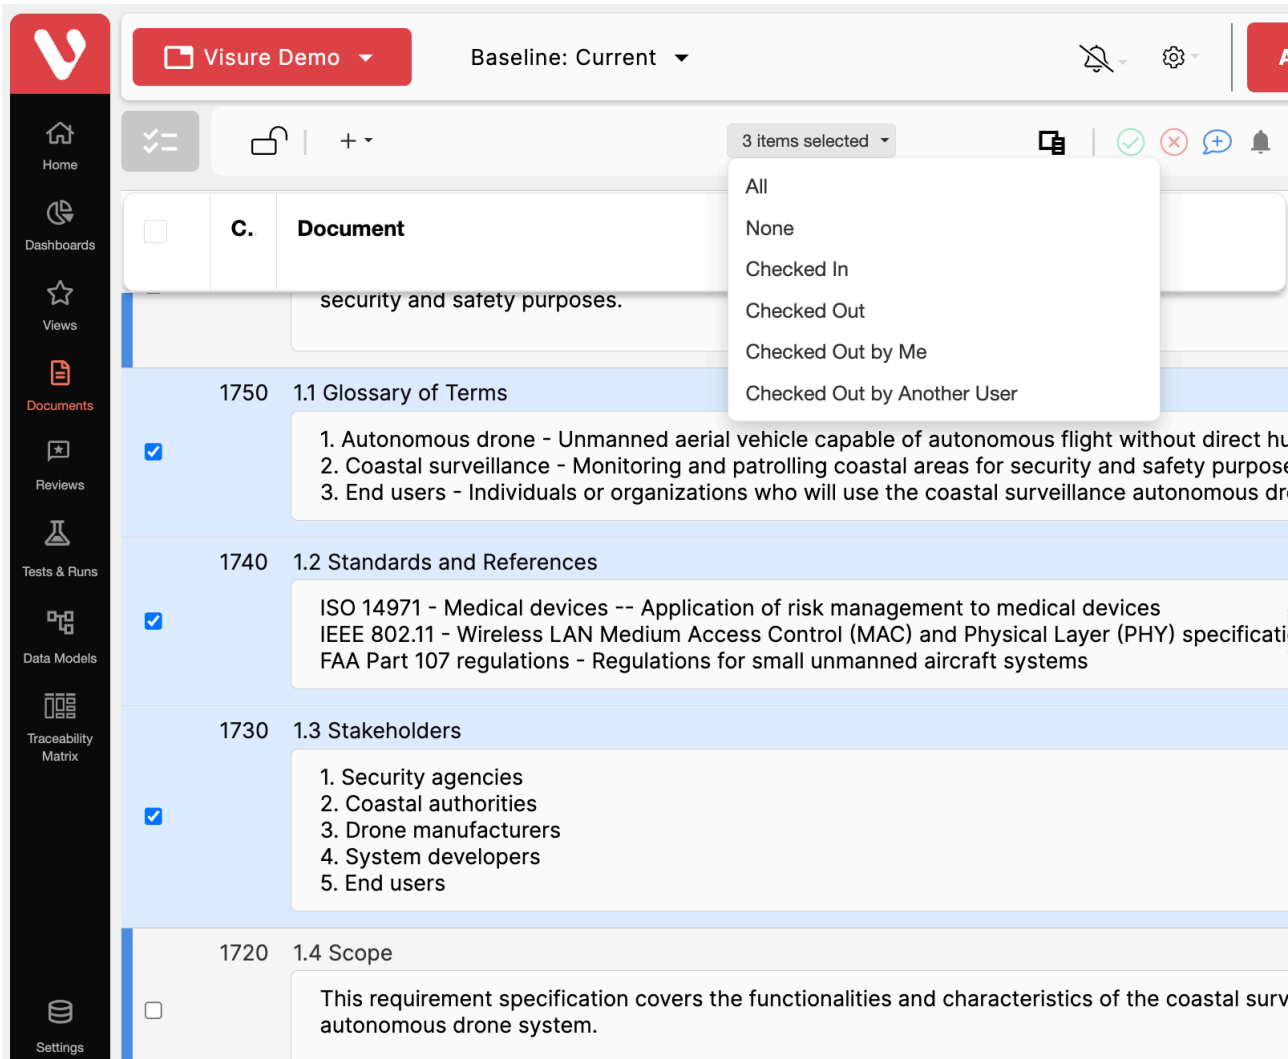 Visure Demo
Baseline: Current
Home
Dashboards
Views
Documents
Reviews
Tests & Runs
Data Models
Traceability
Matrix
Settings
3 items selected
All
None
Checked In
Checked Out
Checked Out by Me
Checked Out by Another User
C.
Document
security and safety purposes.
1750 1.1 Glossary of Terms
1. Autonomous drone - Unmanned aerial vehicle capable of autonomous flight without direct hu
2. Coastal surveillance - Monitoring and patrolling coastal areas for security and safety purpose
3. End users - Individuals or organizations who will use the coastal surveillance autonomous dr
1740 1.2 Standards and References
ISO 14971 - Medical devices -- Application of risk management to medical devices
IEEE 802.11 - Wireless LAN Medium Access Control (MAC) and Physical Layer (PHY) specificati
FAA Part 107 regulations - Regulations for small unmanned aircraft systems
1730 1.3 Stakeholders
1. Security agencies
2. Coastal authorities
3. Drone manufacturers
4. System developers
5. End users
1720 1.4 Scope
This requirement specification covers the functionalities and characteristics of the coastal surv
autonomous drone system.